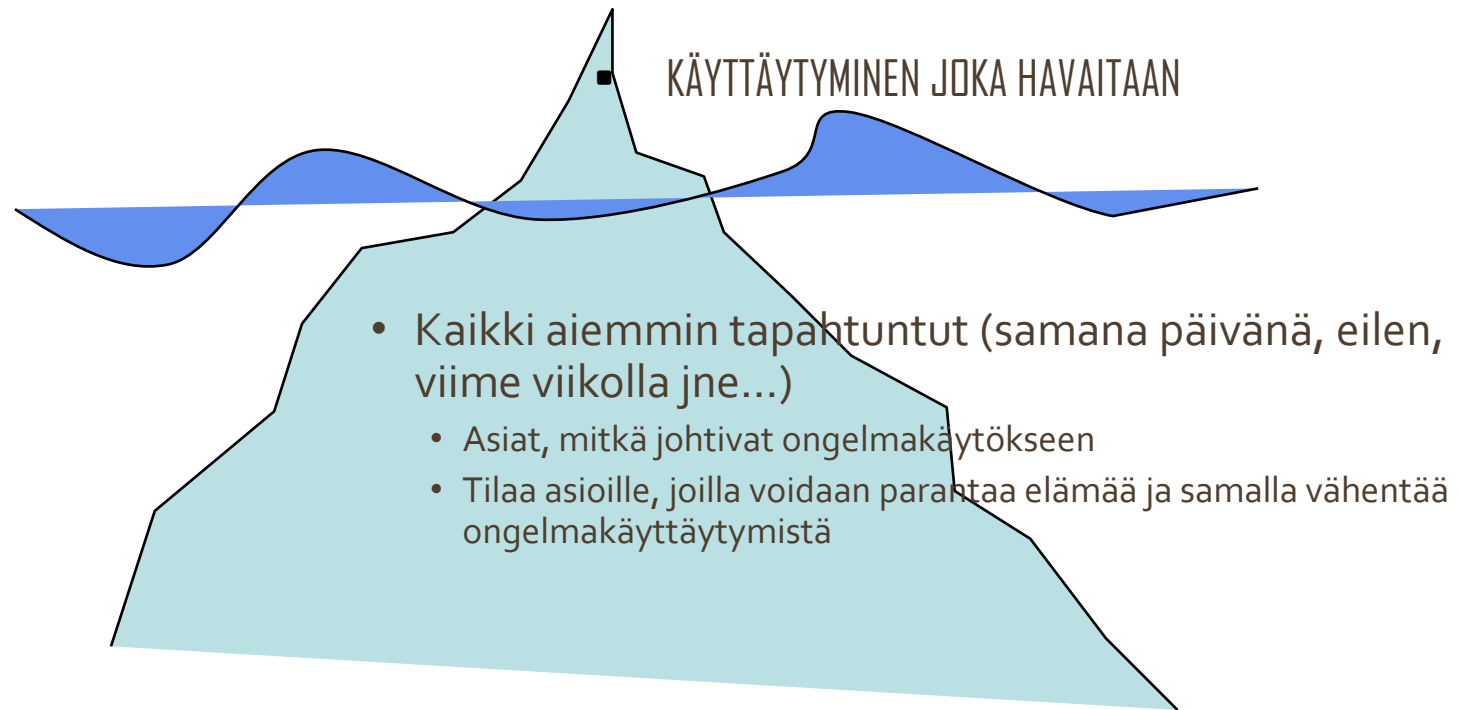 KÄYTTÄYTYMINEN JOKA HAVAITAAN
• Kaikki aiemmin tapahtuntut (samana päivänä, eilen,
viime viikolla jne...)
• Asiat, mitkä johtivat ongelmakäytökseen
• Tilaa asioille, joilla voidaan parantaa elämää ja samalla vähentää
ongelmakäyttäytymistä